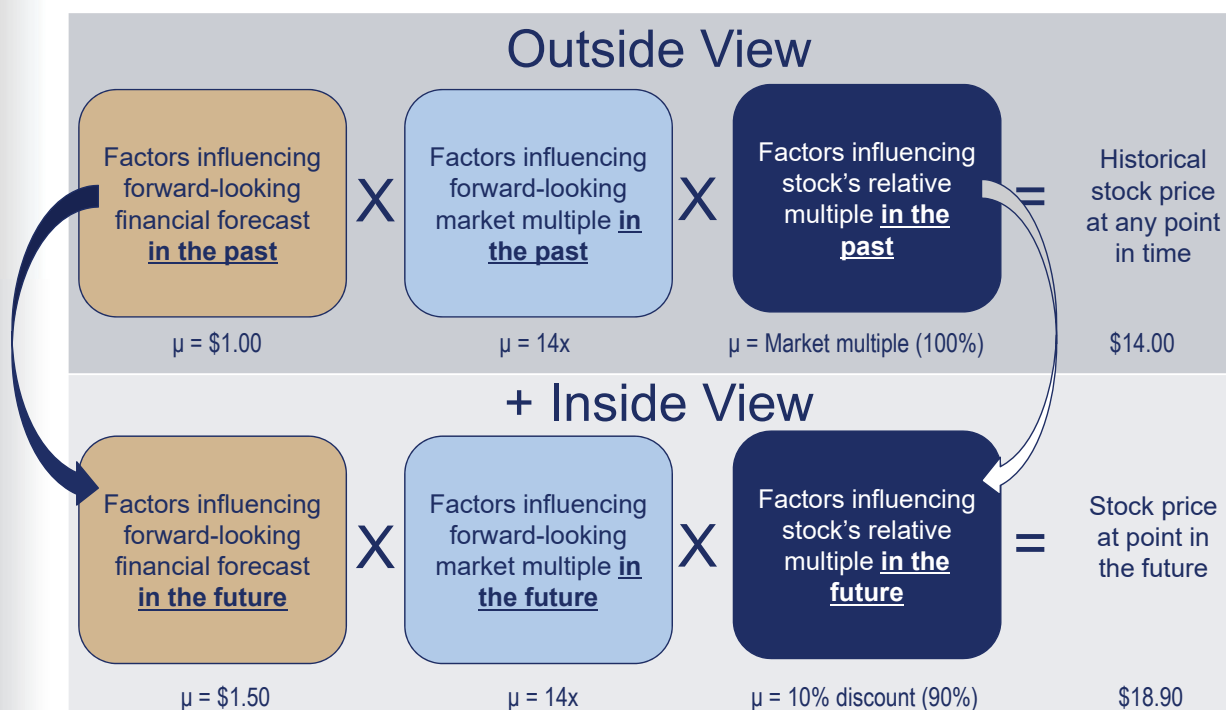 Outside View
Factors influencing
forward-looking
financial forecast
in the past
X
Factors influencing
forward-looking
market multiple in
the past
X
Factors influencing
stock's relative
multiple in the
past
=
Historical
stock price
at any point
in time
μ = $1.00
μ = 14x
μ = Market multiple (100%)
$14.00
+ Inside View
Factors influencing
forward-looking
financial forecast
in the future
X
Factors influencing
forward-looking
market multiple in
the future
X
Factors influencing
stock's relative
multiple in the
future
=
Stock price
at point in
the future
μ = $1.50
μ = 14x
μ = 10% discount (90%)
$18.90